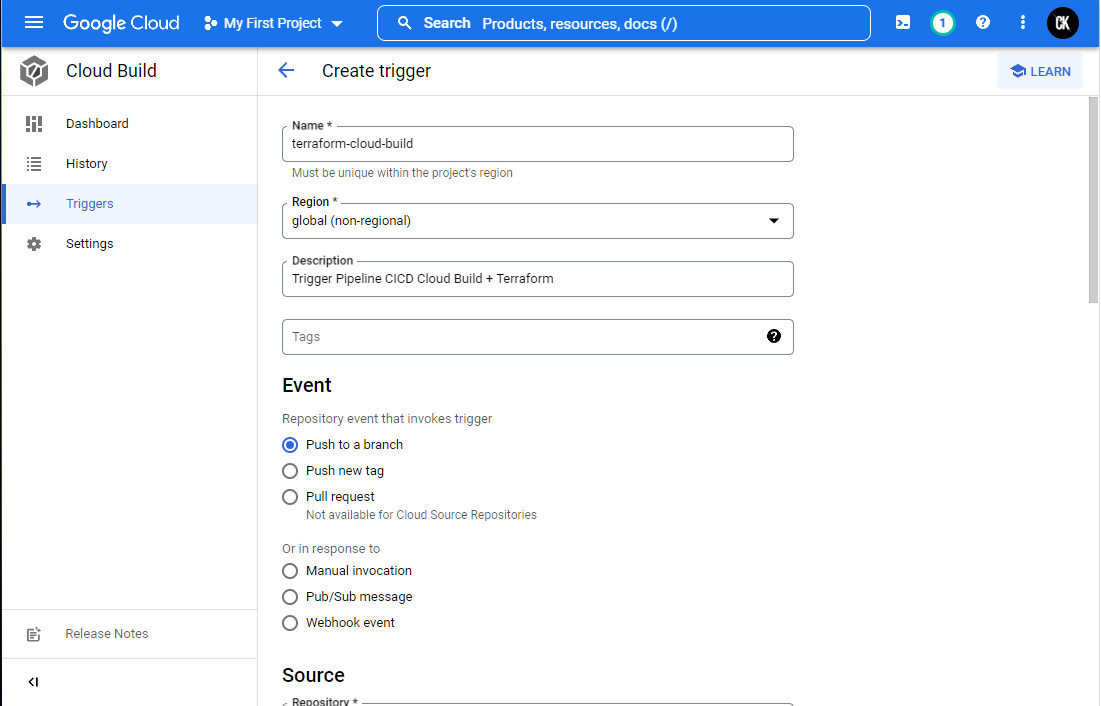 Google Cloud My First Project Search Products, resources, docs (/) 1 CK
Cloud Build
Create trigger
LEARN
Dashboard
History
Triggers
Settings
Release Notes
Name *
terraform-cloud-build
Must be unique within the project's region
Region *
global (non-regional)
Description
Trigger Pipeline CICD Cloud Build + Terraform
Tags
Event
Repository event that invokes trigger
Push to a branch
Push new tag
Pull request
Not available for Cloud Source Repositories
Or in response to
Manual invocation
Pub/Sub message
Webhook event
Source
Repository *